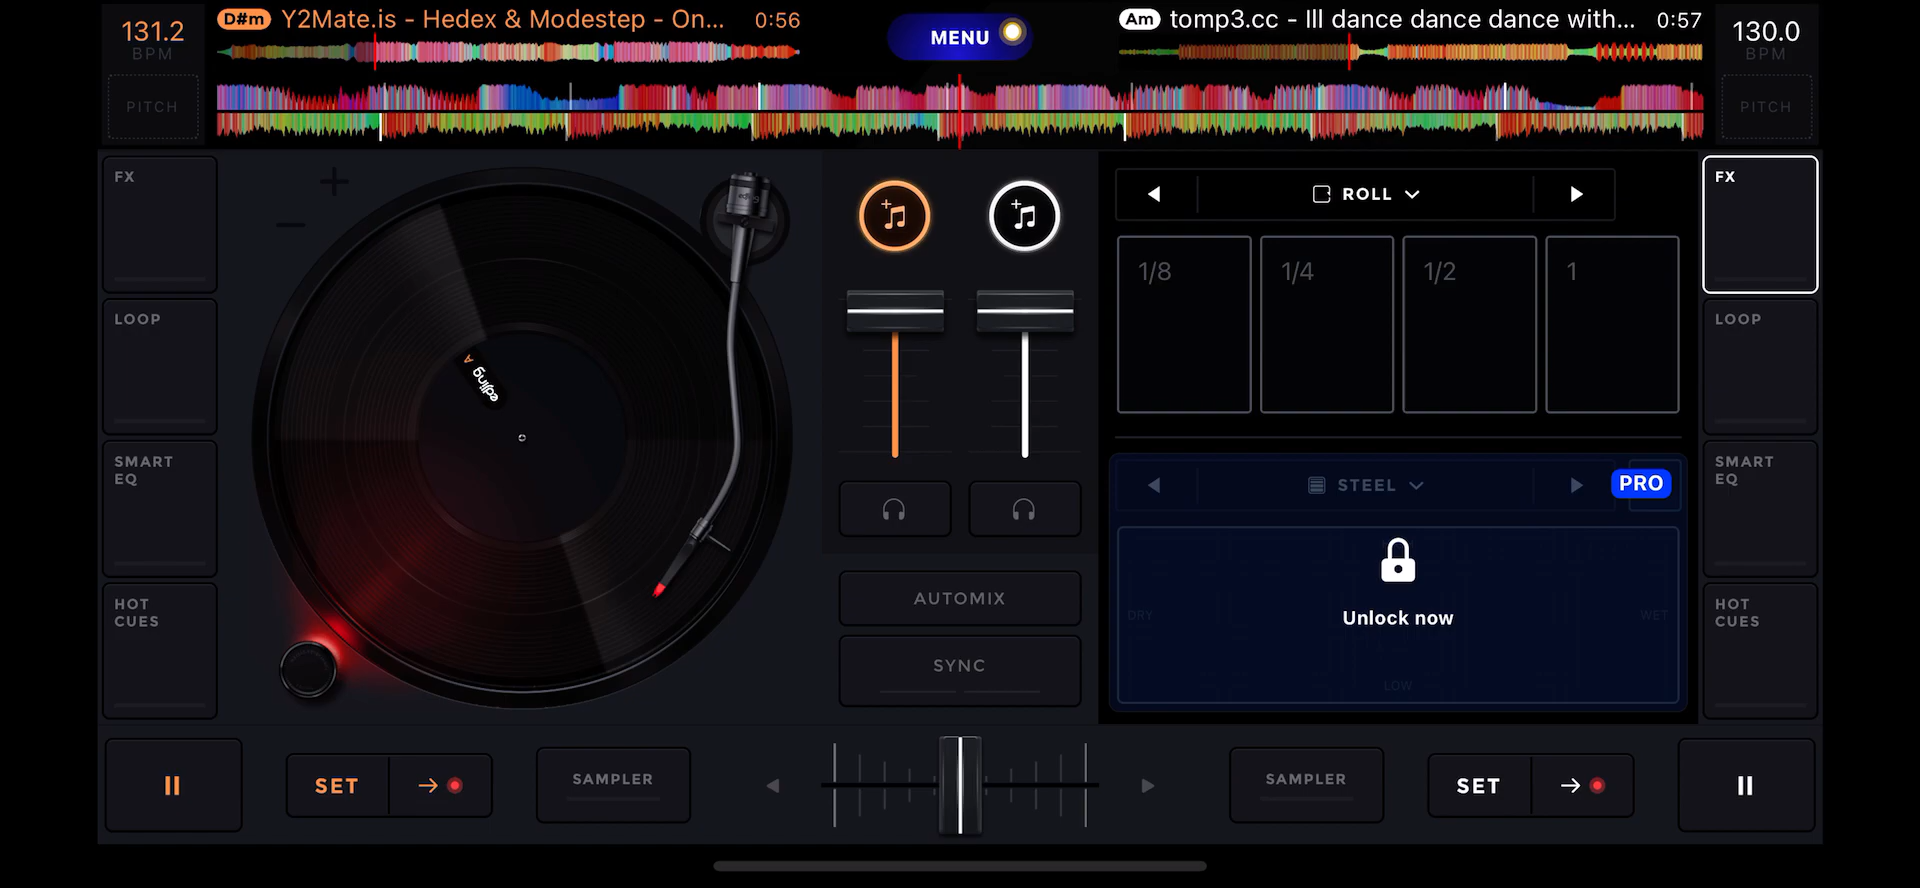 131.2
BPM
PITCH
D#m Y2Mate.is - Hedex & Modestep - On... 0:56
MENU
Am tomp3.cc - Ill dance dance dance with... 0:57
130.0
BPM
PITCH
FX
LOOP
SMART
EQ
HOT
CUES
edjing
A
AUTOMIX
SYNC
ROLL
1/8 1/4 1/2 1
STEEL
PRO
Unlock now
DRY
WET
LOW
FX
LOOP
SMART
EQ
HOT
CUES
SET
SAMPLER
SAMPLER
SET